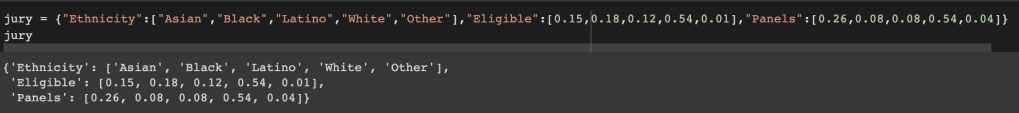 jury = {"Ethnicity":["Asian","Black","Latino","White","Other"],"Eligible":[0.15,0.18,0.12,0.54,0.01],"Panels":[0.26,0.08,0.08,0.54,0.04]}
jury
{'Ethnicity': ['Asian', 'Black', 'Latino', 'White', 'Other'],
 'Eligible': [0.15, 0.18, 0.12, 0.54, 0.01],
 'Panels': [0.26, 0.08, 0.08, 0.54, 0.04]}